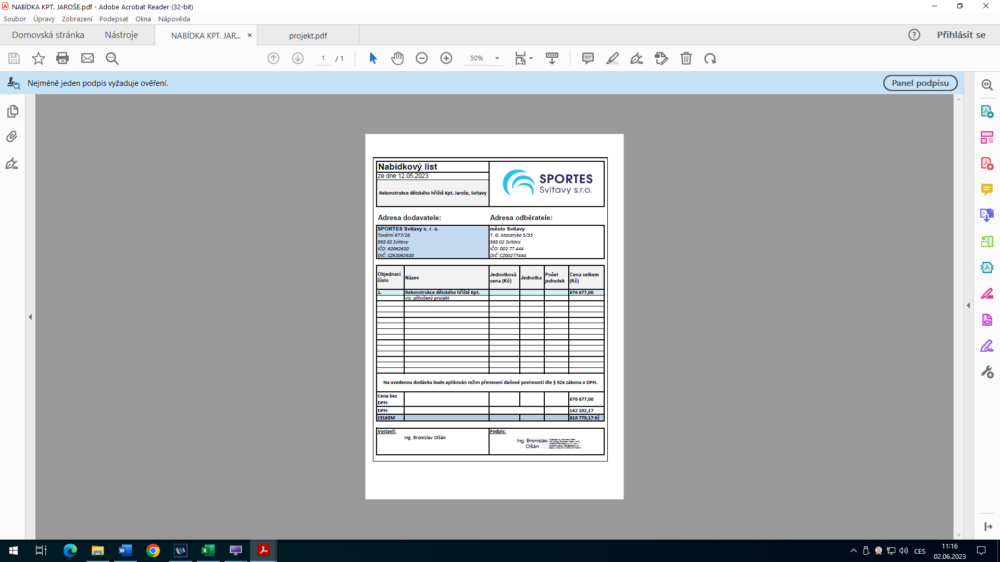 NABÍDKA KPT. JAROŠE.pdf - Adobe Acrobat Reader (32-bit)
Soubor Úpravy Zobrazení Podepsat Okna Nápověda
Domovská stránka Nástroje NABÍDKA KPT. JAR... projekt.pdf Přihlásit se
1 / 1 50%
Nejméně jeden podpis vyžaduje ověření. Panel podpisu
Nabídkový list
ze dne 12.05.2023
Rekonstrukce dětského hřiště Kpt. Jaroše, Svitavy
SPORTES
Svitavy s.r.o.
Adresa dodavatele: Adresa odběratele:
SPORTES Svitavy s. r. o. město Svitavy
Tovární 677/28 T. G. Masaryka 5/35
568 02 Svitavy 568 02 Svitavy
IČO: 62062620 IČO: 002 77 444
DIČ: CZ62062620 DIČ: CZ00277444
Objednací číslo Název Jednotková cena (Kč) Jednotka Počet jednotek Cena celkem (Kč)
1. Rekonstrukce dětského hřiště Kpt. 676 677,00
viz. přiložený projekt
Na uvedenou dodávku bude aplikován režim přenesení daňové povinnosti dle § 92e zákona o DPH.
Cena bez DPH: 676 677,00
DPH: 142 102,17
CELKEM 818 779,17 Kč
Vystavil: Podpis:
Ing. Bronislav Olšán
Ing. Bronislav
Olšán
CES
11:16
02.06.2023